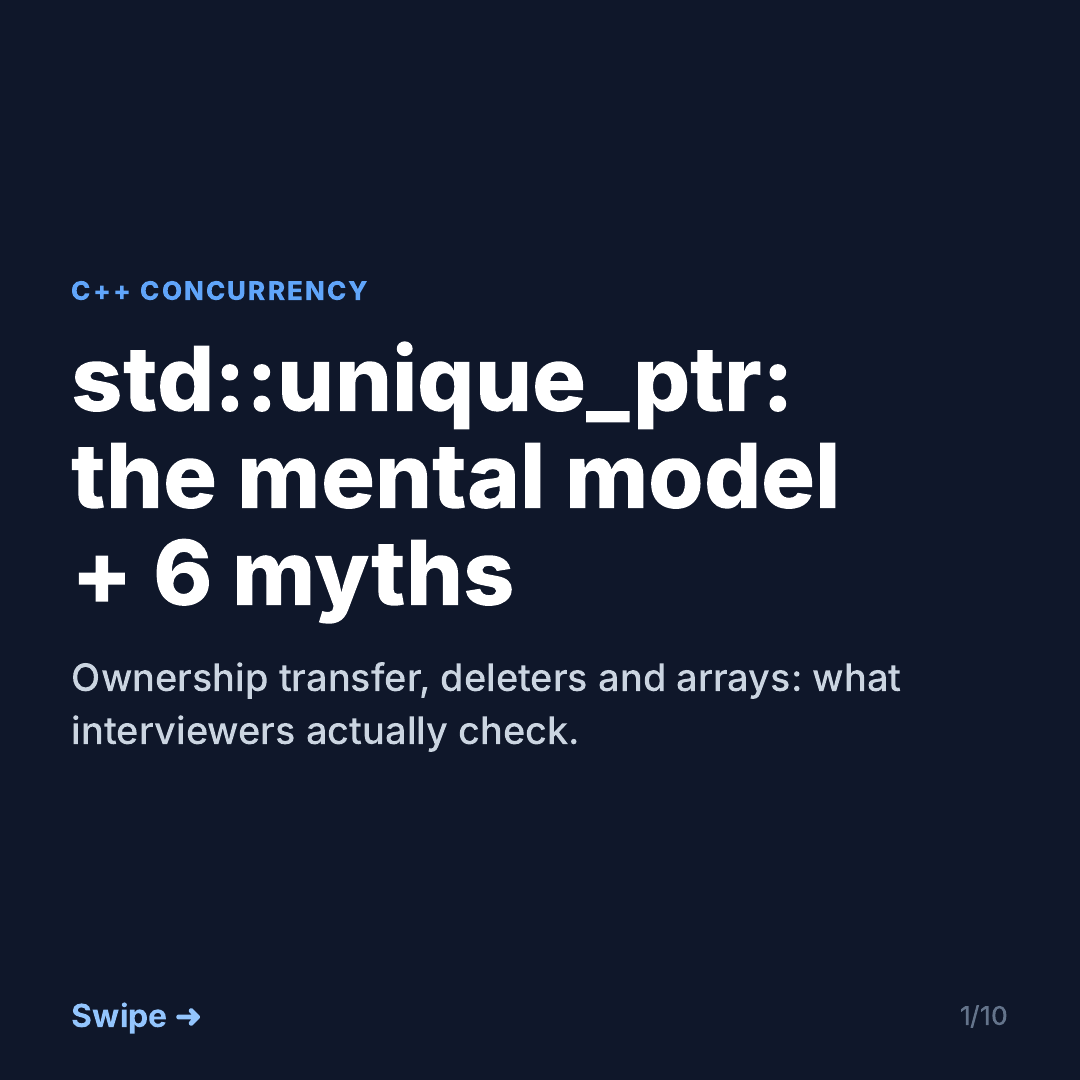 C++ CONCURRENCY
std::unique_ptr:
the mental model
+ 6 myths
Ownership transfer, deleters and arrays: what
interviewers actually check.
Swipe ➜
1/10